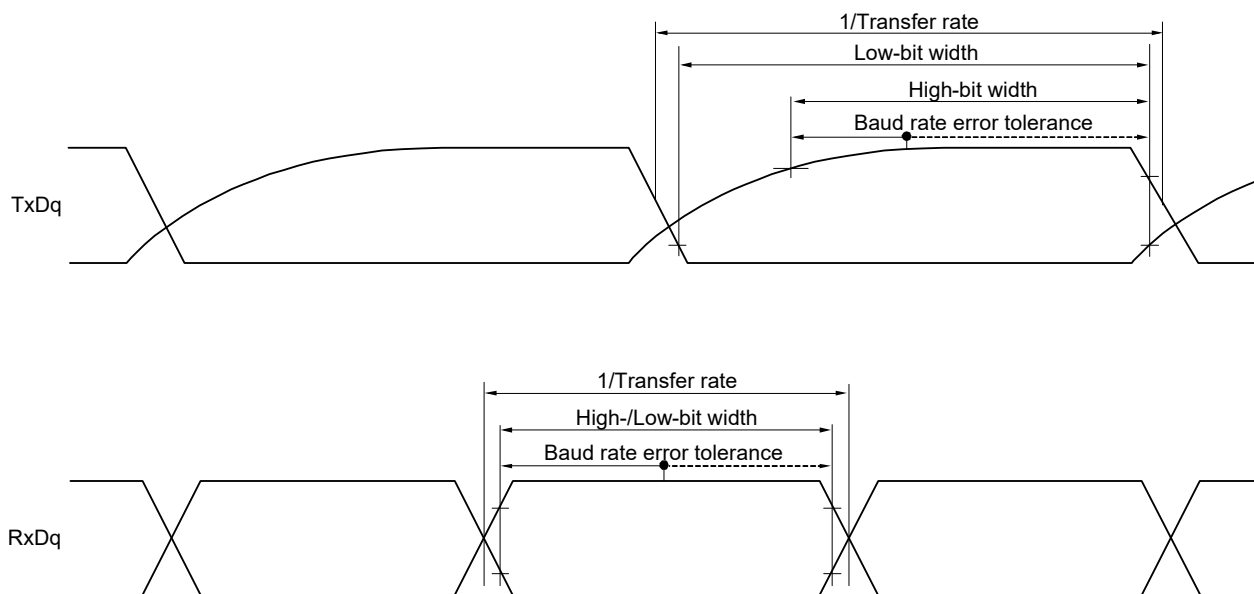 1/Transfer rate
Low-bit width
High-bit width
Baud rate error tolerance
TxDq
1/Transfer rate
High-/Low-bit width
Baud rate error tolerance
RxDq